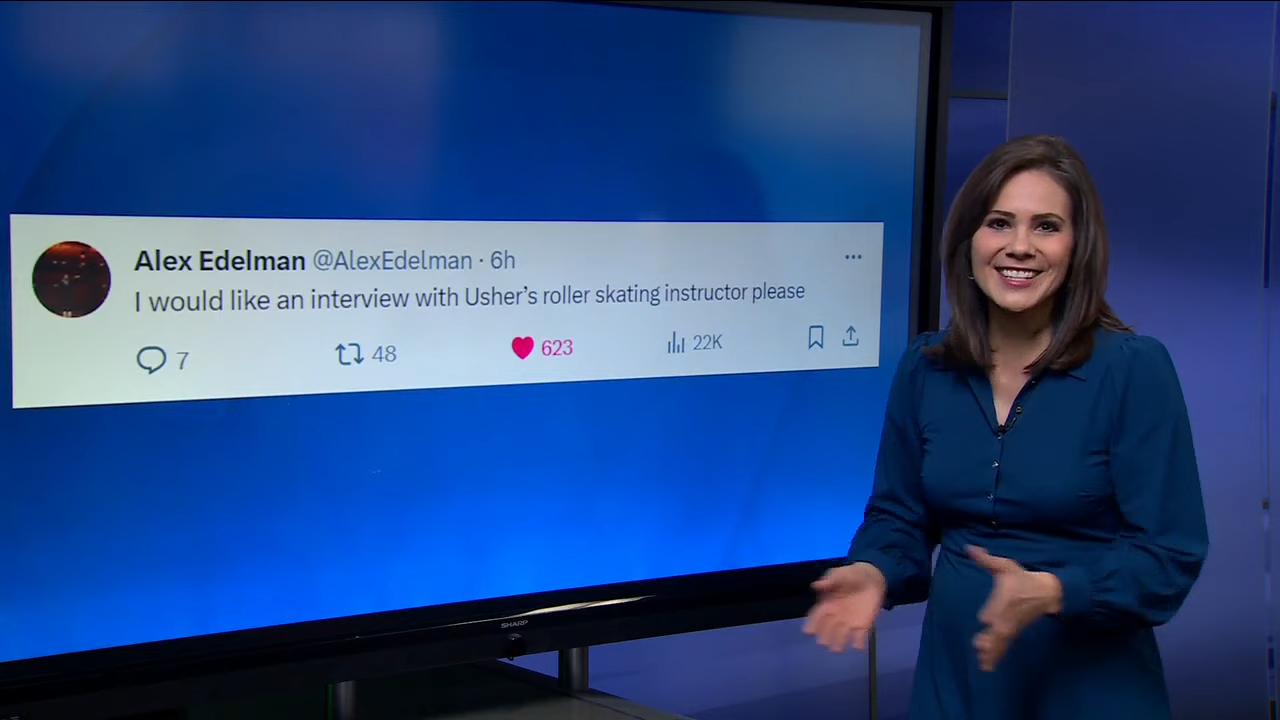 Alex Edelman @AlexEdelman · 6h
I would like an interview with Usher's roller skating instructor please
7 48 623 22K
SHARP